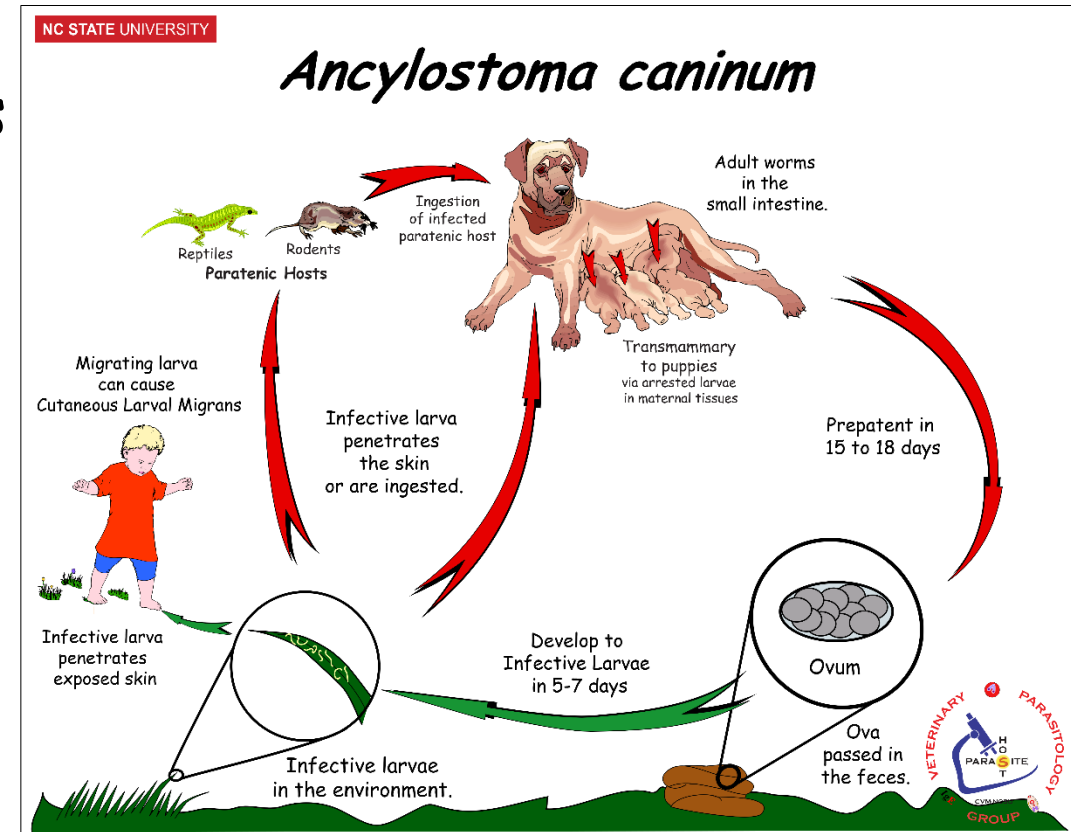 NC STATE UNIVERSITY
Ancylostoma caninum
Adult worms
in the
small intestine.
Ingestion
of infected
paratenic host
Reptiles
Rodents
Paratenic Hosts
Transmammary
to puppies
via arrested larvae
in maternal tissues
Migrating larva
can cause
Cutaneous Larval Migrans
Infective larva
penetrates
the skin
or are ingested.
Prepatent in
15 to 18 days
Infective larva
penetrates
exposed skin
Develop to
Infective Larvae
in 5-7 days
Ovum
Ova
passed in
the feces.
Infective larvae
in the environment.
VETERINARY PARASITOLOGY
HOST
PARASITE
GROUP